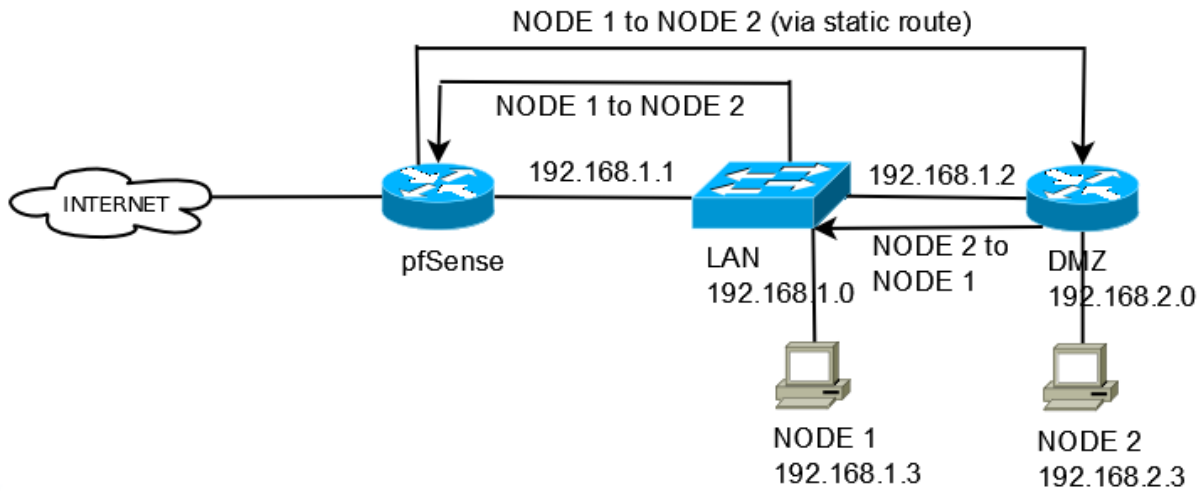 NODE 1 to NODE 2 (via static route)
NODE 1 to NODE 2
192.168.1.1
192.168.1.2
INTERNET
pfSense
LAN
192.168.1.0
NODE 2 to
NODE 1
DMZ
192.168.2.0
NODE 1
192.168.1.3
NODE 2
192.168.2.3